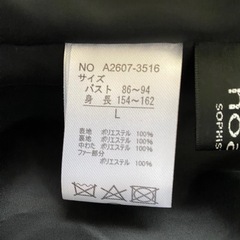 NO A2607-3516
サイズ
バスト 86～94
身長 154～162
L
表地 ポリエステル 100%
裏地 ポリエステル 100%
中わた ポリエステル 100%
ファー部分
ポリエステル 100%
SOPHIS